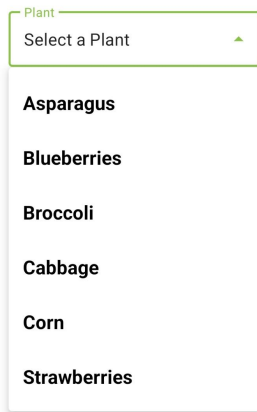 Plant
Select a Plant
Asparagus
Blueberries
Broccoli
Cabbage
Corn
Strawberries